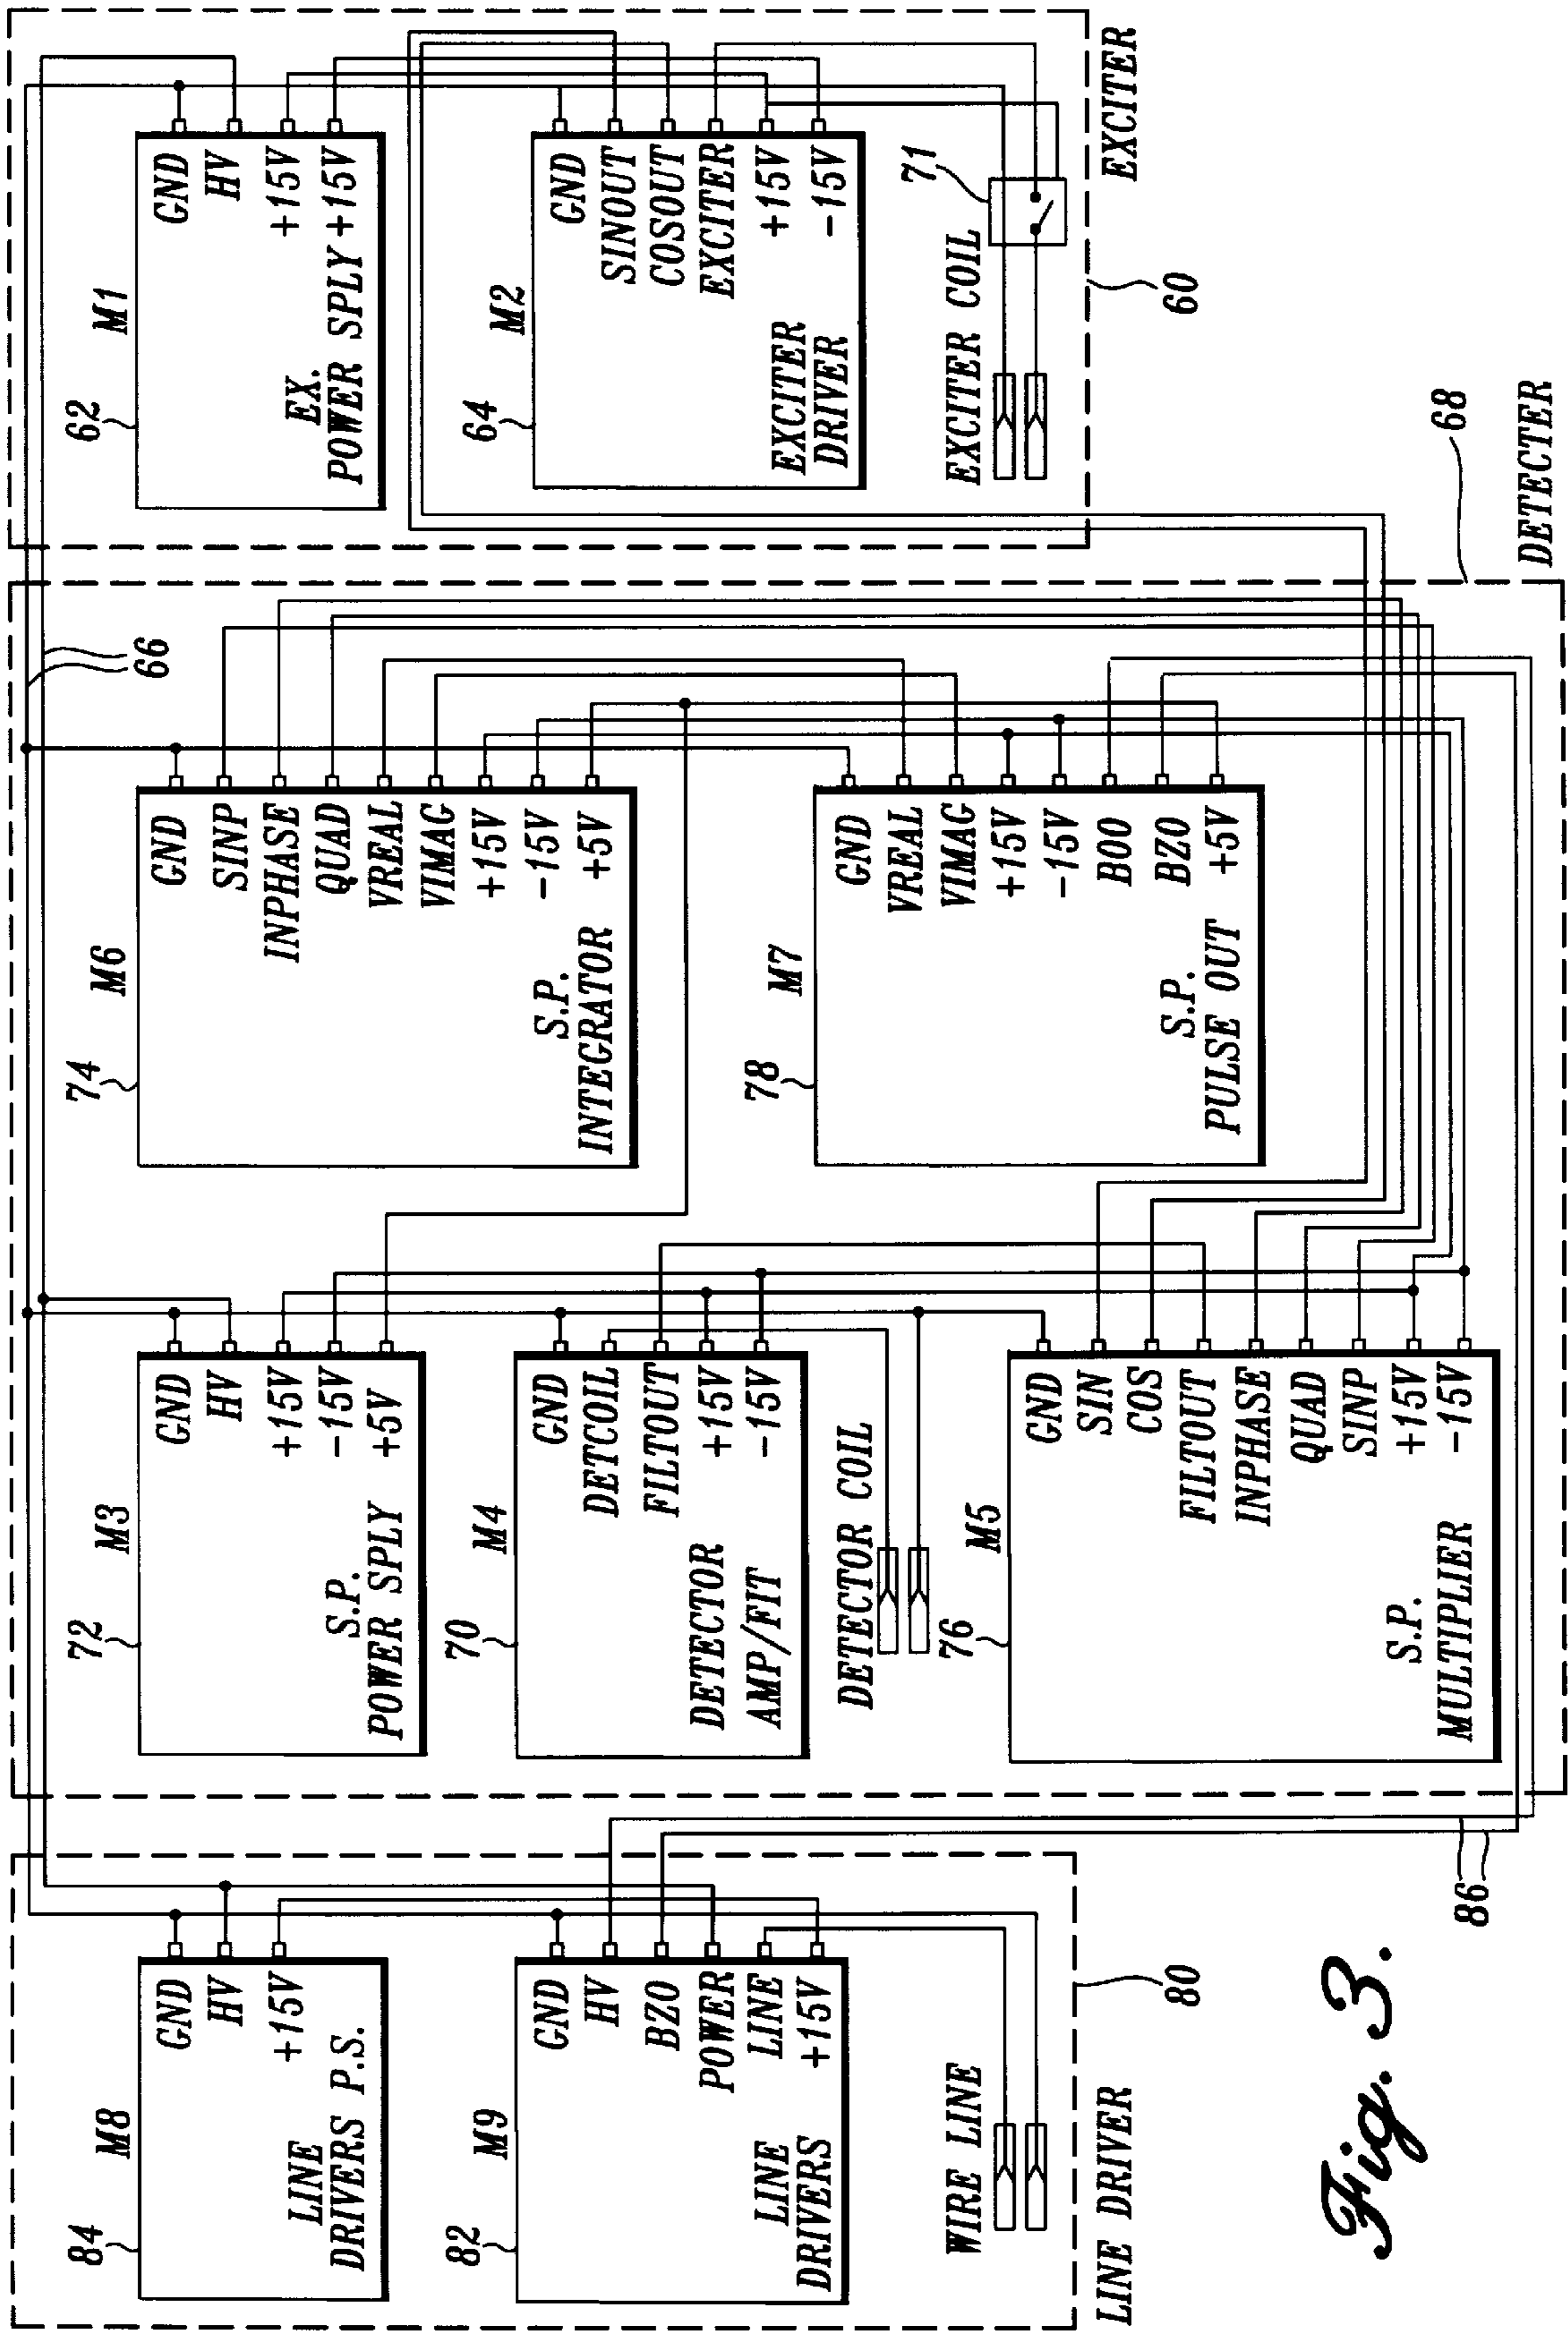 M8
84
LINE
DRIVERS P.S.
GND
HV
+15V
M9
82
LINE
DRIVERS
GND
HV
BZO
POWER
LINE
+15V
WIRE LINE
LINE DRIVER
80
86
M3
72
S.P.
POWER SPLY
GND
HV
+15V
-15V
+5V
M4
70
DETECTOR
AMP/FIT
GND
DETCOIL
FILTOUT
+15V
-15V
DETECTOR COIL
M5
76
S.P.
MULTIPLIER
GND
SIN
COS
FILTOUT
INPHASE
QUAD
SINP
+15V
-15V
M6
74
S.P.
INTEGRATOR
GND
SINP
INPHASE
QUAD
VREAL
VIMAG
+15V
-15V
+5V
M7
78
S.P.
PULSE OUT
GND
VREAL
VIMAG
+15V
-15V
BOO
BZO
+5V
66
68
DETECTER
M1
62
EX.
POWER SPLY
GND
HV
+15V
+15V
M2
64
EXCITER
DRIVER
GND
SINOUT
COSOUT
EXCITER
+15V
-15V
EXCITER COIL
71
60
EXCITER
Fig. 3.